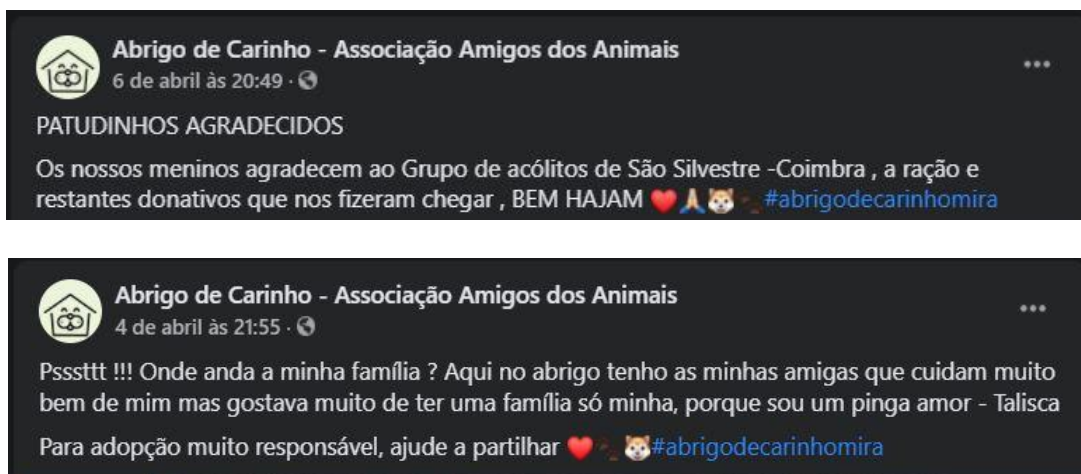 Abrigo de Carinho - Associação Amigos dos Animais
6 de abril às 20:49 ·
PATUDINHOS AGRADECIDOS
Os nossos meninos agradecem ao Grupo de acólitos de São Silvestre -Coimbra , a ração e
restantes donativos que nos fizeram chegar , BEM HAJAM ❤️🙏🐹🐾 #abrigodecarinhomira
Abrigo de Carinho - Associação Amigos dos Animais
4 de abril às 21:55 ·
Psssttt !!! Onde anda a minha família ? Aqui no abrigo tenho as minhas amigas que cuidam muito
bem de mim mas gostava muito de ter uma família só minha, porque sou um pinga amor - Talisca
Para adopção muito responsável, ajude a partilhar ❤️🐾🐹#abrigodecarinhomira